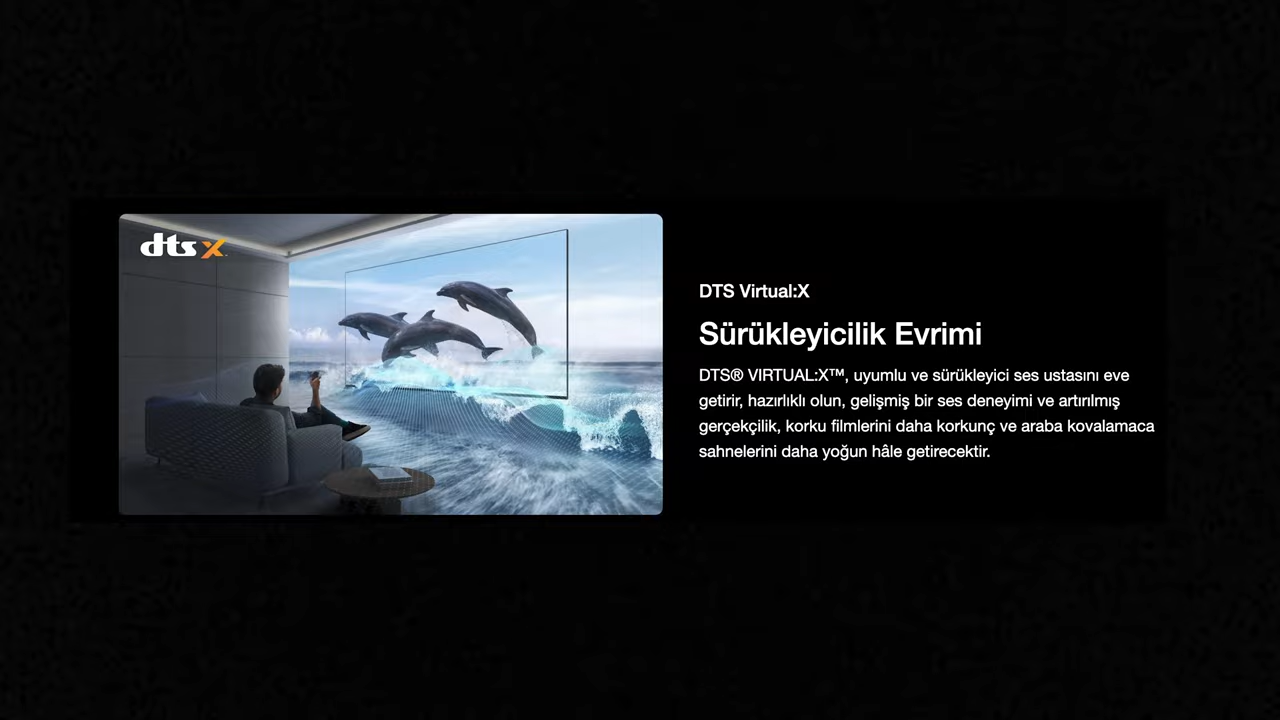 dts X
DTS Virtual:X
Sürükleyicilik Evrimi
DTS® VIRTUAL:X™, uyumlu ve sürükleyici ses ustasını eve
getirir, hazırlıklı olun, gelişmiş bir ses deneyimi ve artırılmış
gerçekçilik, korku filmlerini daha korkunç ve araba kovalamaca
sahnelerini daha yoğun hâle getirecektir.